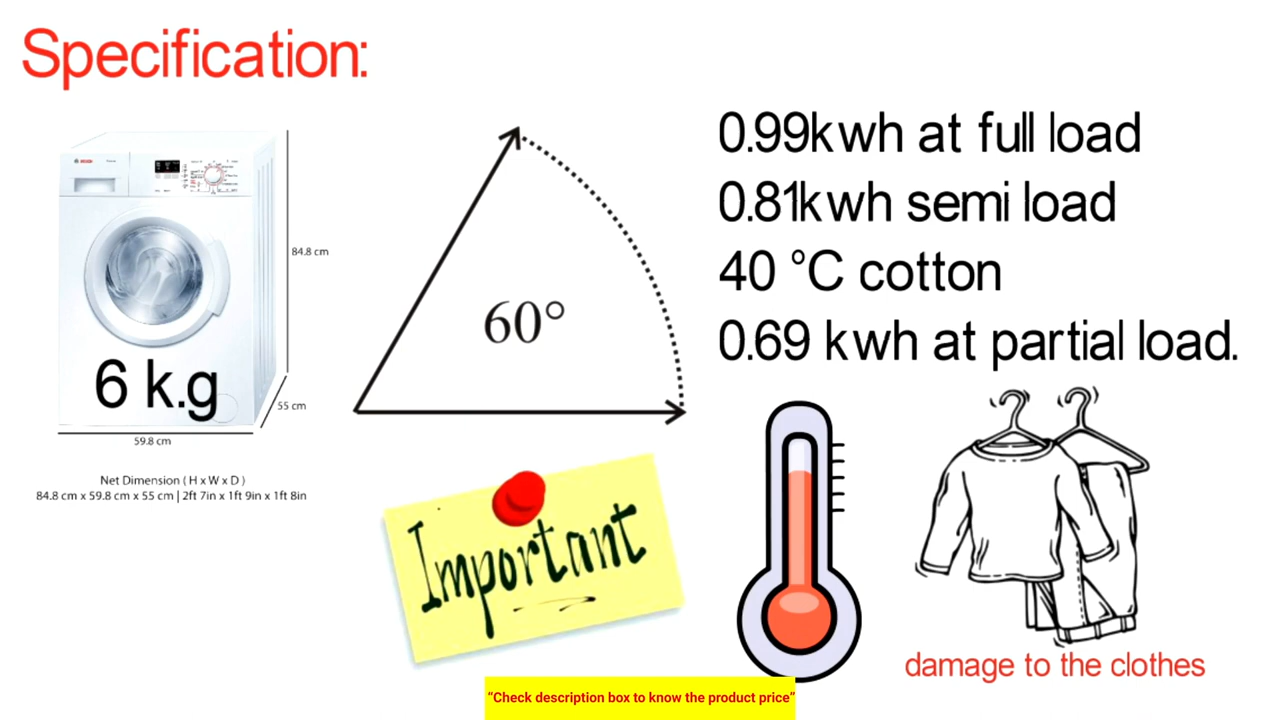 Specification:
BOSCH
84.8 cm
6 k.g
55 cm
59.8 cm
Net Dimension ( H x W x D )
84.8 cm x 59.8 cm x 55 cm | 2ft 7in x 1ft 9in x 1ft 8in
60°
0.99kwh at full load
0.81kwh semi load
40 °C cotton
0.69 kwh at partial load.
Important
damage to the clothes
“Check description box to know the product price”